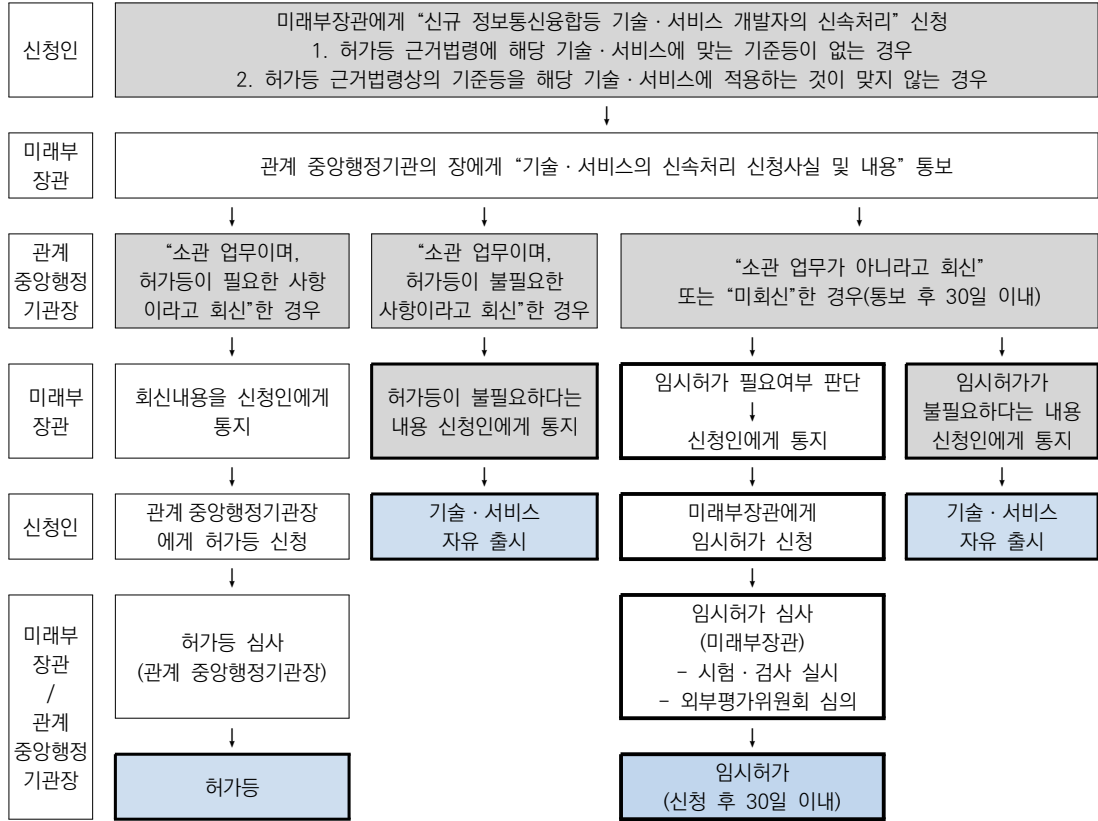 신청인
미래부장관에게 “신규 정보통신융합등 기술·서비스 개발자의 신속처리” 신청
1. 허가등 근거법령에 해당 기술·서비스에 맞는 기준등이 없는 경우
2. 허가등 근거법령상의 기준등을 해당 기술·서비스에 적용하는 것이 맞지 않는 경우
↓
미래부
장관
관계 중앙행정기관의 장에게 “기술·서비스의 신속처리 신청사실 및 내용” 통보
↓ ↓ ↓
관계
중앙행정
기관장
“소관 업무이며,
허가등이 필요한 사항
이라고 회신”한 경우
“소관 업무이며,
허가등이 불필요한
사항이라고 회신”한 경우
“소관 업무가 아니라고 회신”
또는 “미회신”한 경우(통보 후 30일 이내)
↓ ↓ ↓ ↓
미래부
장관
회신내용을 신청인에게
통지
허가등이 불필요하다는
내용 신청인에게 통지
임시허가 필요여부 판단
↓
신청인에게 통지
임시허가가
불필요하다는 내용
신청인에게 통지
↓ ↓ ↓ ↓
신청인
관계 중앙행정기관장
에게 허가등 신청
기술·서비스
자유 출시
미래부장관에게
임시허가 신청
기술·서비스
자유 출시
↓ ↓
미래부
장관
/
관계
중앙행정
기관장
허가등 심사
(관계 중앙행정기관장)
임시허가 심사
(미래부장관)
- 시험·검사 실시
- 외부평가위원회 심의
↓ ↓
허가등
임시허가
(신청 후 30일 이내)